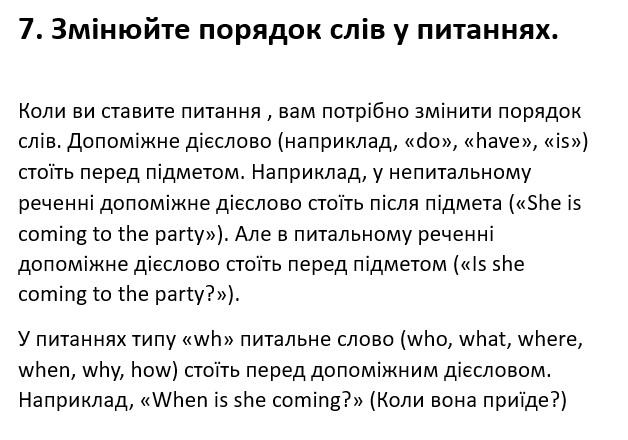 7. Змінюйте порядок слів у питаннях.
Коли ви ставите питання , вам потрібно змінити порядок
слів. Допоміжне дієслово (наприклад, «do», «have», «is»)
стоїть перед підметом. Наприклад, у непитальному
реченні допоміжне дієслово стоїть після підмета («She is
coming to the party»). Але в питальному реченні
допоміжне дієслово стоїть перед підметом («Is she
coming to the party?»).
У питаннях типу «wh» питальне слово (who, what, where,
when, why, how) стоїть перед допоміжним дієсловом.
Наприклад, «When is she coming?» (Коли вона приїде?)